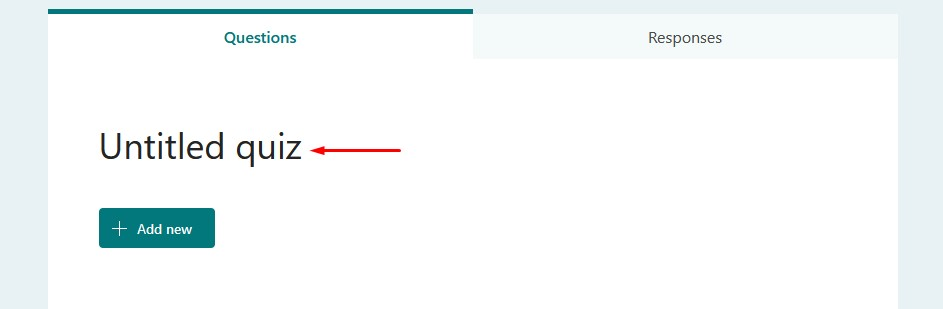 Questions
Responses
Untitled quiz
Add new